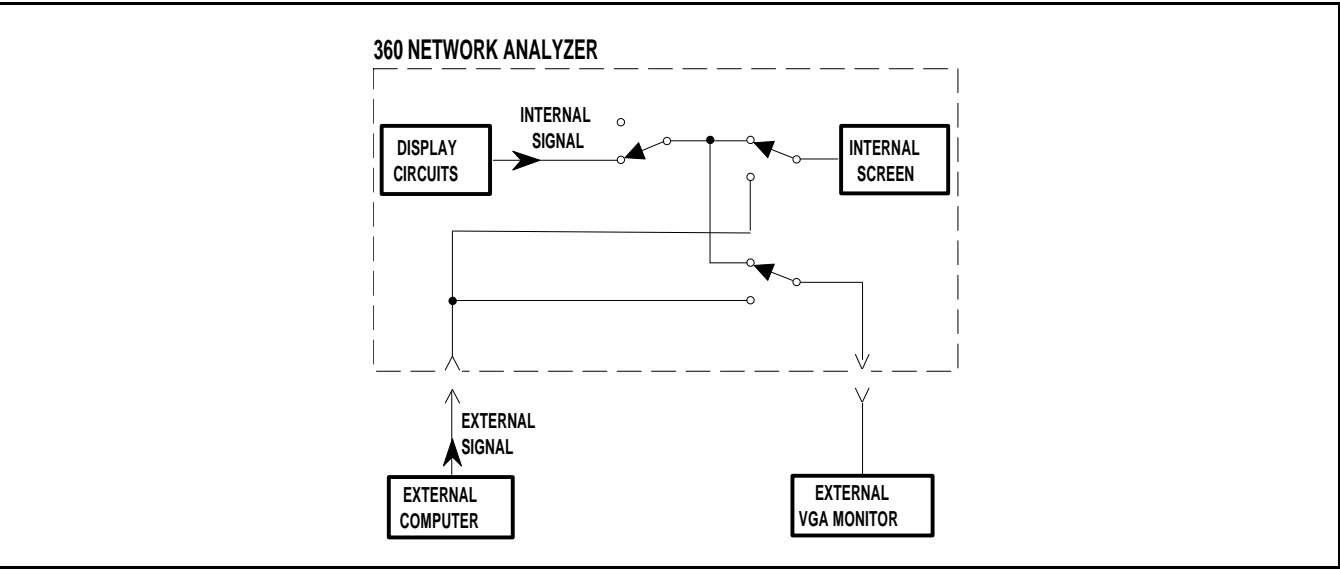 360 NETWORK ANALYZER
INTERNAL
SIGNAL
DISPLAY
CIRCUITS
INTERNAL
SCREEN
EXTERNAL
SIGNAL
EXTERNAL
COMPUTER
EXTERNAL
VGA MONITOR